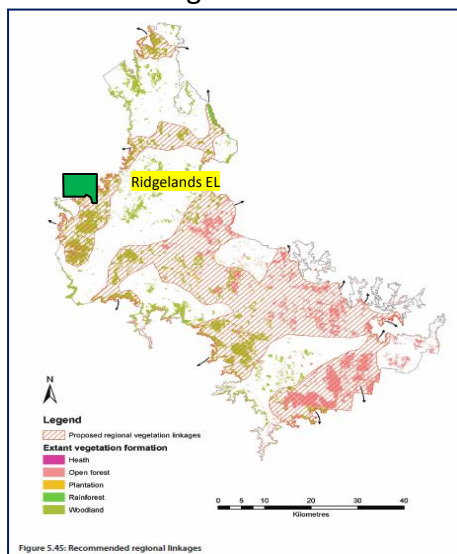 Ridgelands EL
N
Legend
Proposed regional vegetation linkages
Extant vegetation formation
Heath
Open forest
Plantation
Rainforest
Woodland
0 5 10 20 30 40
Kilometres
Figure 5.45: Recommended regional linkages